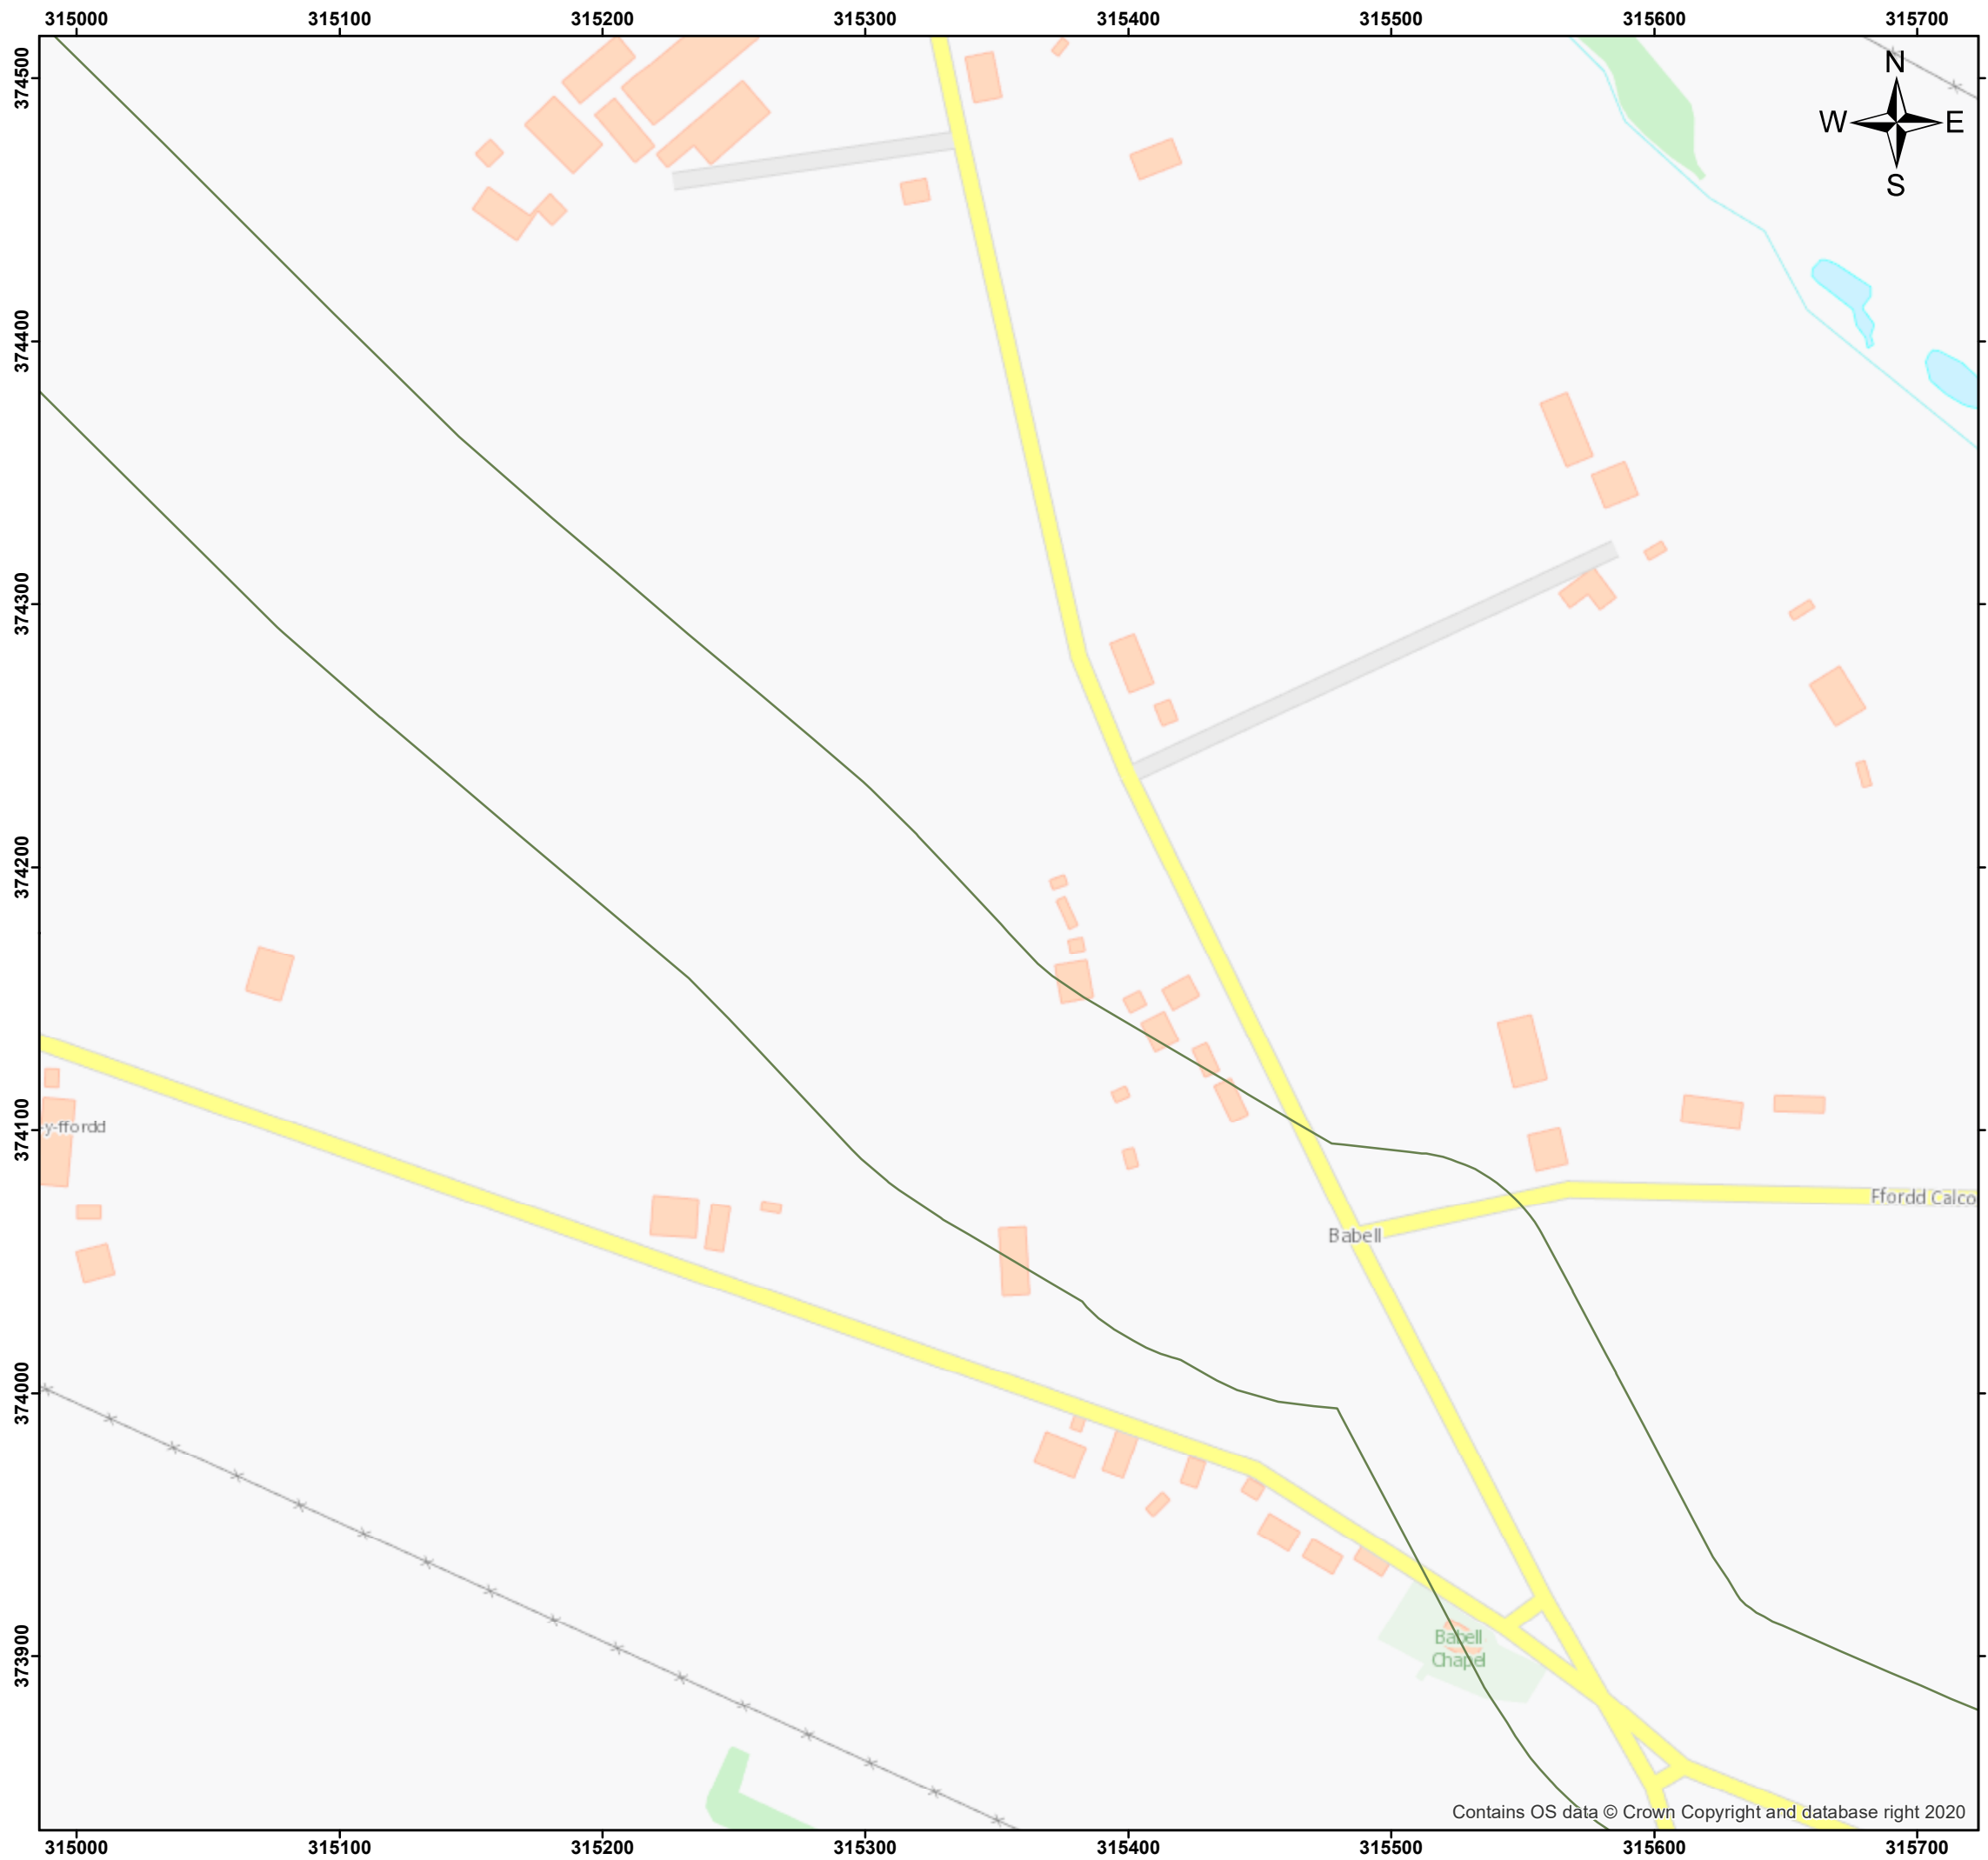 315000 315100 315200 315300 315400 315500 315600 315700
374500
N
W E
S
374400
374300
374200
374100
-y-ffordd
Ffordd Calco
Babell
374000
373900
Babell
Chapel
Contains OS data © Crown Copyright and database right 2020
315000 315100 315200 315300 315400 315500 315600 315700